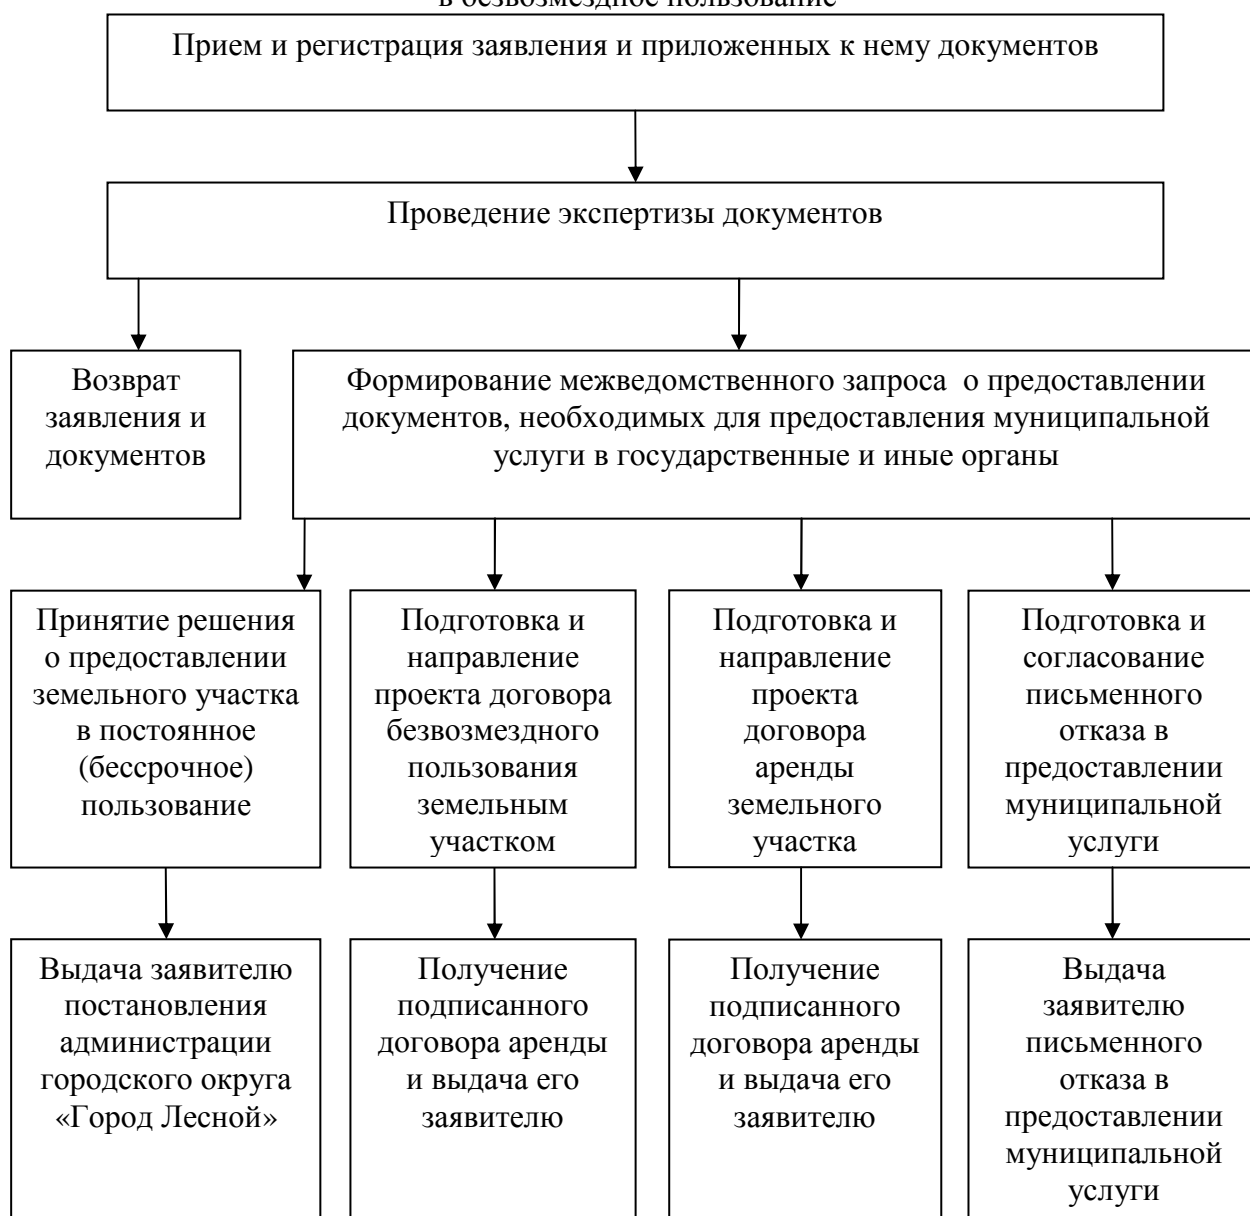 в безвозмездное пользование
Прием и регистрация заявления и приложенных к нему документов
Проведение экспертизы документов
Возврат
заявления и
документов
Формирование межведомственного запроса о предоставлении
документов, необходимых для предоставления муниципальной
услуги в государственные и иные органы
Принятие решения
о предоставлении
земельного участка
в постоянное
(бессрочное)
пользование
Подготовка и
направление
проекта договора
безвозмездного
пользования
земельным
участком
Подготовка и
направление
проекта
договора
аренды
земельного
участка
Подготовка и
согласование
письменного
отказа в
предоставлении
муниципальной
услуги
Выдача заявителю
постановления
администрации
городского округа
«Город Лесной»
Получение
подписанного
договора аренды
и выдача его
заявителю
Получение
подписанного
договора аренды
и выдача его
заявителю
Выдача
заявителю
письменного
отказа в
предоставлении
муниципальной
услуги